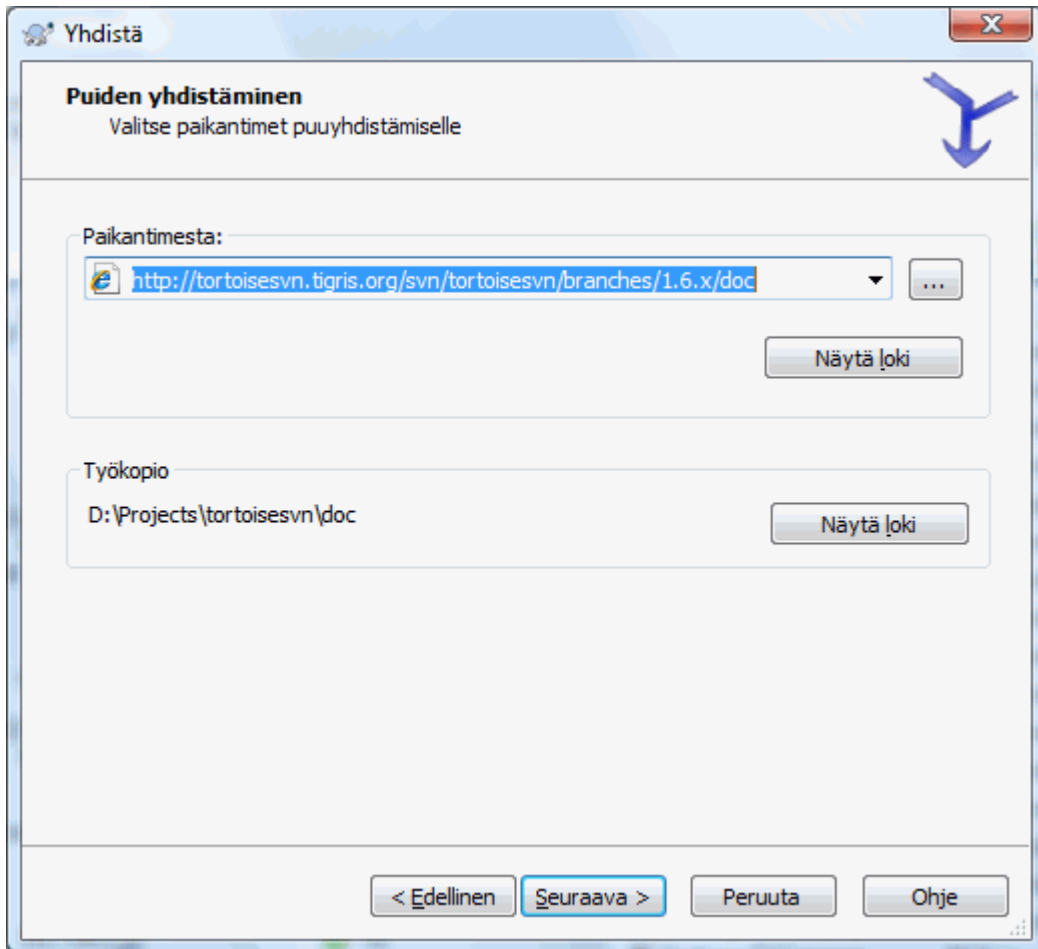 Yhdistä
Puiden yhdistäminen
Valitse paikantimet puuyhdistämiselle
Paikantimesta:
http://tortoisesvn.tigris.org/svn/tortoisesvn/branches/1.6.x/doc
...
Näytä loki
Työkopio
D:\Projects\tortoisesvn\doc
Näytä loki
< Edellinen Seuraava > Peruuta Ohje